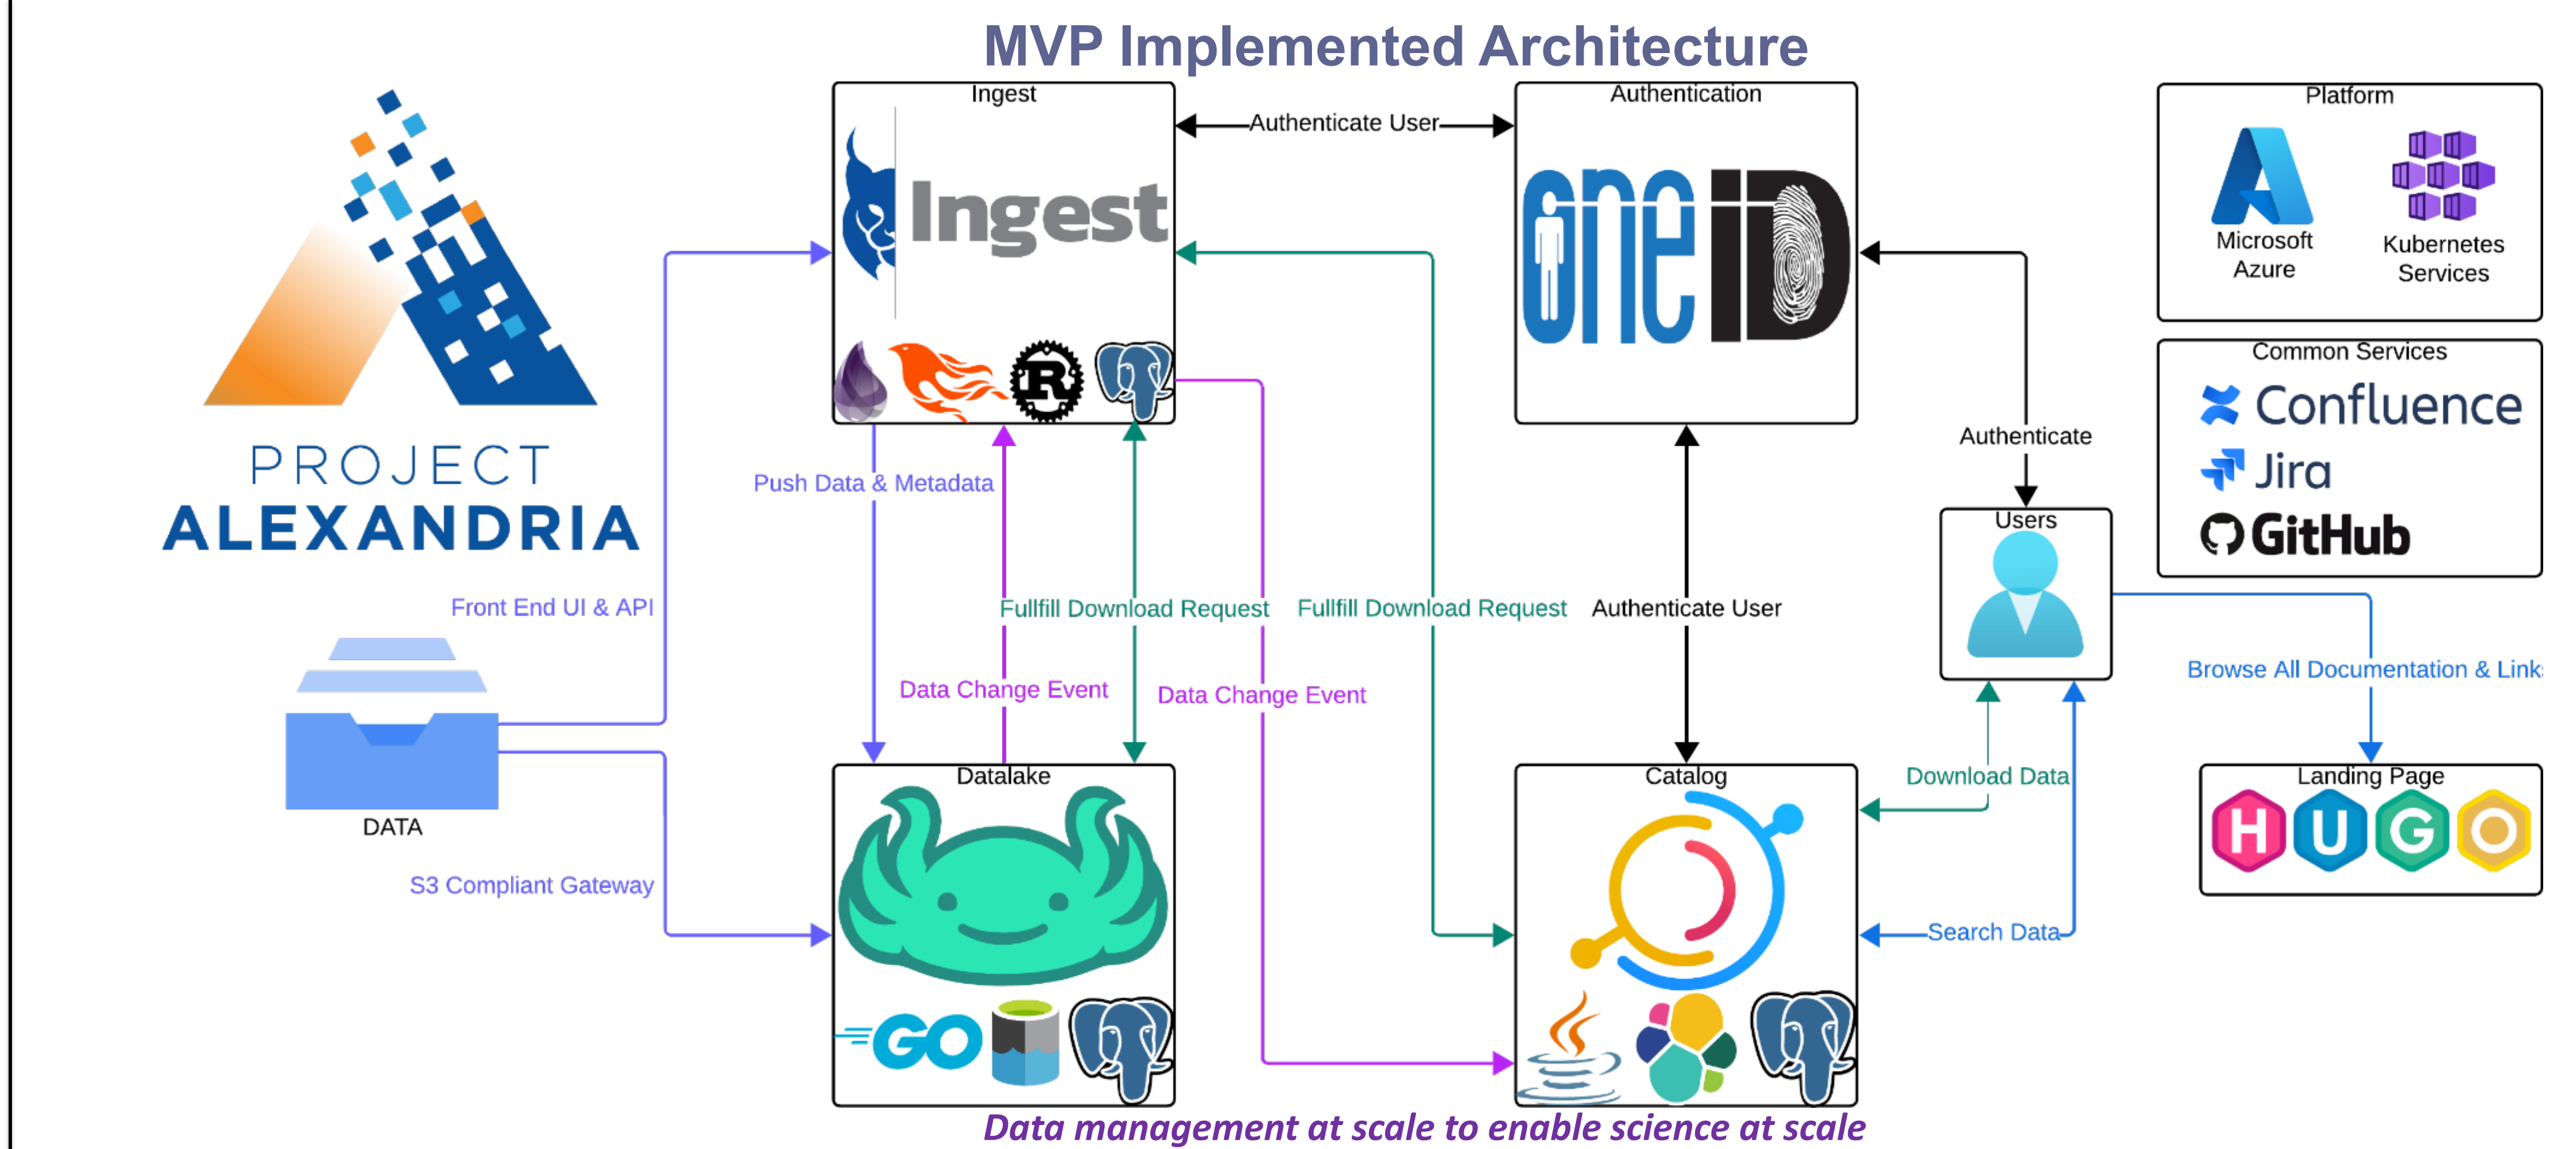 MVP Implemented Architecture
PROJECT
ALEXANDRIA
Front End UI & API
DATA
S3 Compliant Gateway
Ingest
Ingest
R
Authenticate User
Authentication
one iD
Push Data & Metadata
Fullfill Download Request
Data Change Event
Data Change Event
Fullfill Download Request
Authenticate User
Datalake
GO
Catalog
Authenticate
Users
Download Data
Search Data
Platform
Microsoft
Azure
Kubernetes
Services
Common Services
Confluence
Jira
GitHub
Browse All Documentation & Link
Landing Page
HUGO
Data management at scale to enable science at scale